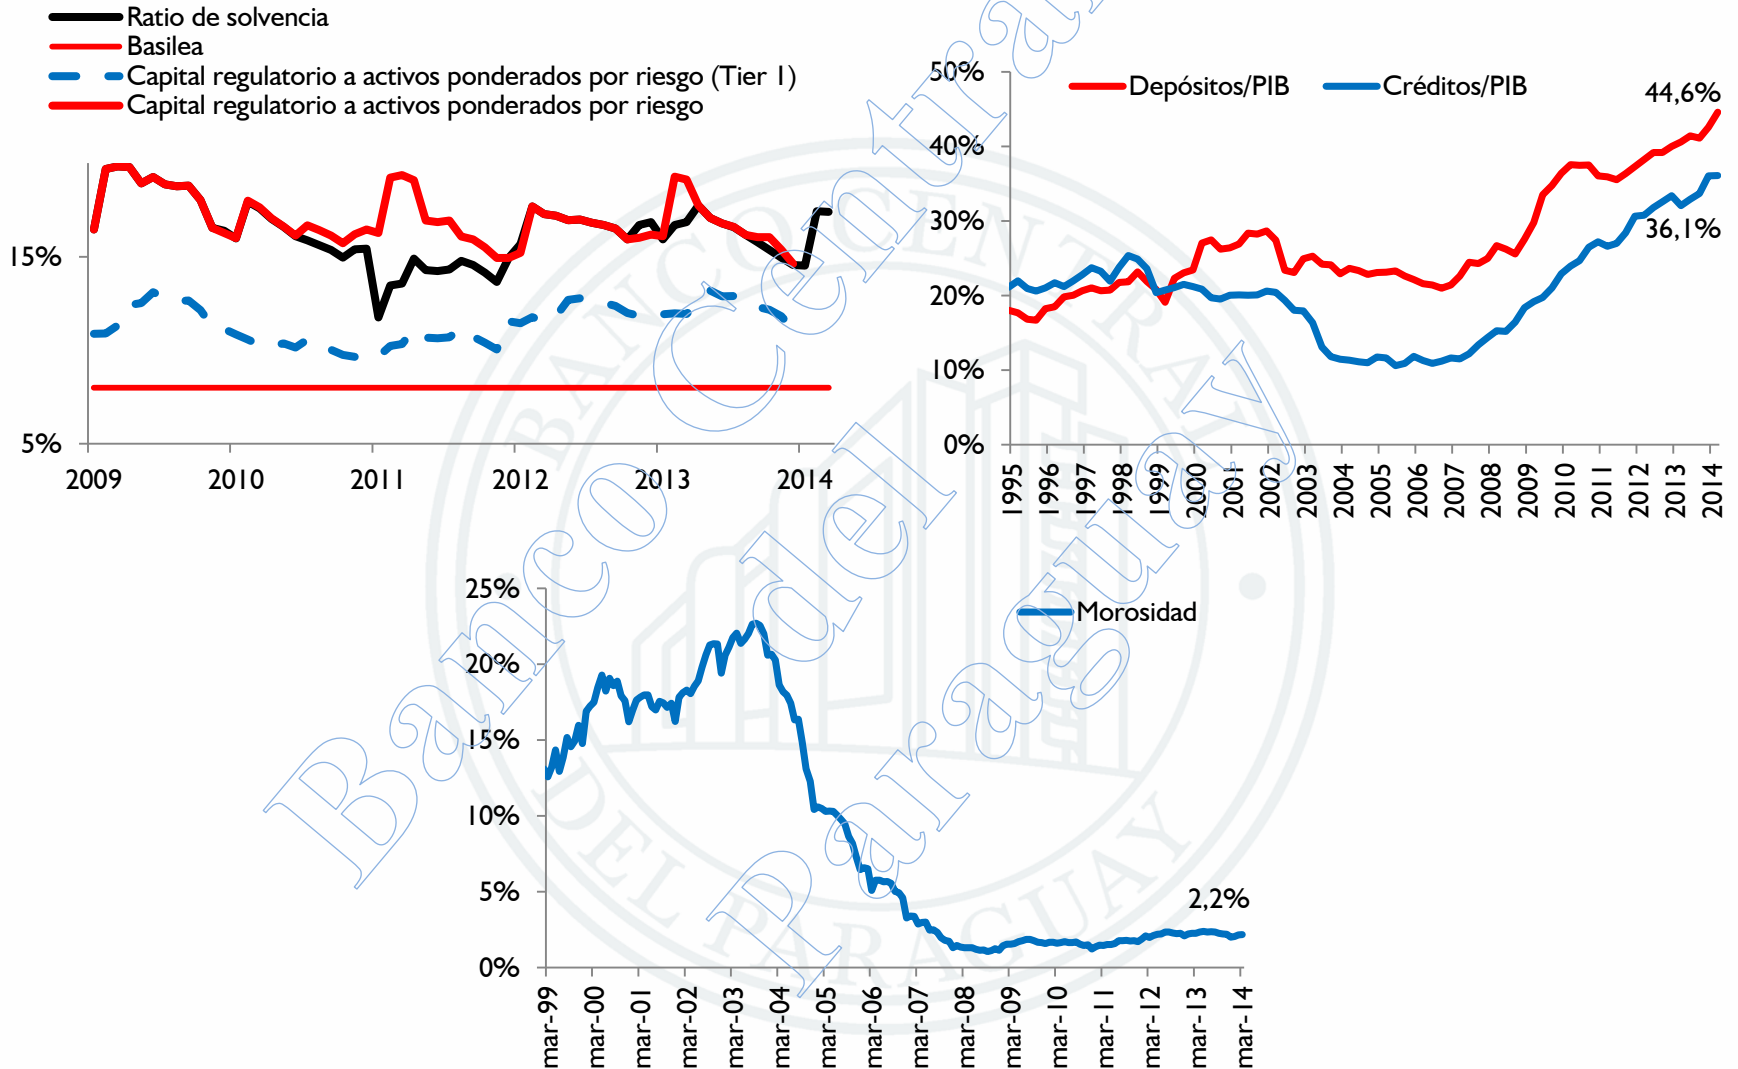 Ratio de solvencia
Basilea
Capital regulatorio a activos ponderados por riesgo (Tier 1)
Capital regulatorio a activos ponderados por riesgo
15%
5%
2009 2010 2011 2012 2013 2014
Depósitos/PIB Créditos/PIB
50%
40%
30%
20%
10%
0%
44,6%
36,1%
1995 1996 1997 1998 1999 2000 2001 2002 2003 2004 2005 2006 2007 2008 2009 2010 2011 2012 2013 2014
Morosidad
25%
20%
15%
10%
5%
0%
2,2%
mar-99 mar-00 mar-01 mar-02 mar-03 mar-04 mar-05 mar-06 mar-07 mar-08 mar-09 mar-10 mar-11 mar-12 mar-13 mar-14
Banco Central
del
Paraguay
BANCO CENTRAL
DEL PARAGUAY